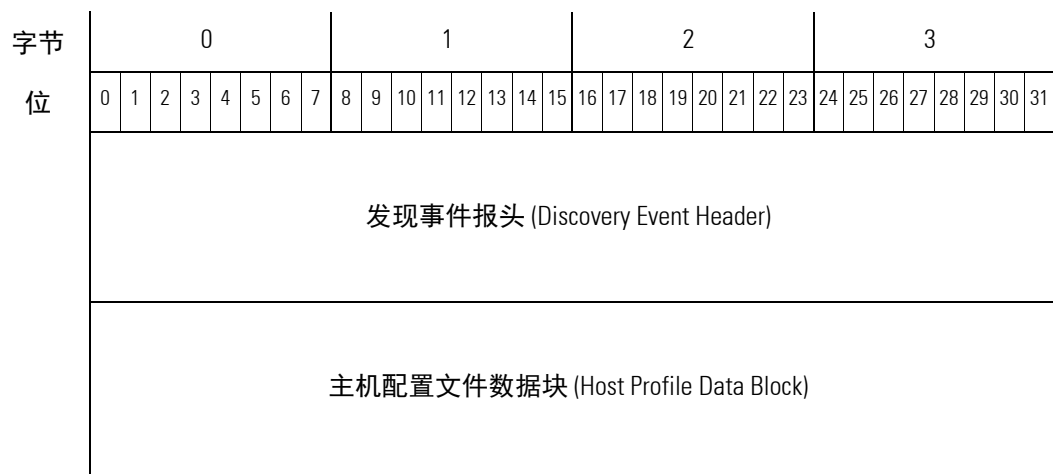 字节 0 1 2 3
位 0 1 2 3 4 5 6 7 8 9 10 11 12 13 14 15 16 17 18 19 20 21 22 23 24 25 26 27 28 29 30 31
发现事件报头 (Discovery Event Header)
主机配置文件数据块 (Host Profile Data Block)